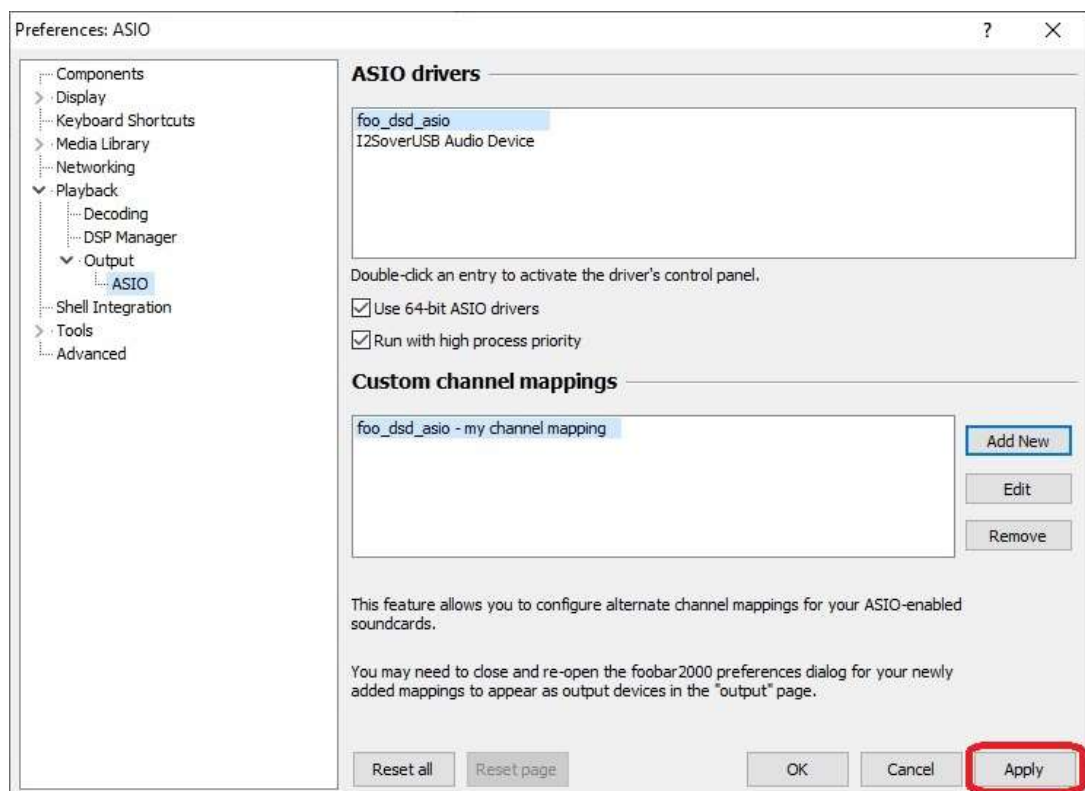 Preferences: ASIO
?
Components
Display
Keyboard Shortcuts
Media Library
Networking
Playback
Decoding
DSP Manager
Output
ASIO
Shell Integration
Tools
Advanced
ASIO drivers
foo_dsd_asio
I2SoverUSB Audio Device
Double-click an entry to activate the driver's control panel.
Use 64-bit ASIO drivers
Run with high process priority
Custom channel mappings
foo_dsd_asio - my channel mapping
Add New
Edit
Remove
This feature allows you to configure alternate channel mappings for your ASIO-enabled
soundcards.
You may need to close and re-open the foobar2000 preferences dialog for your newly
added mappings to appear as output devices in the "output" page.
Reset all
Reset page
OK
Cancel
Apply